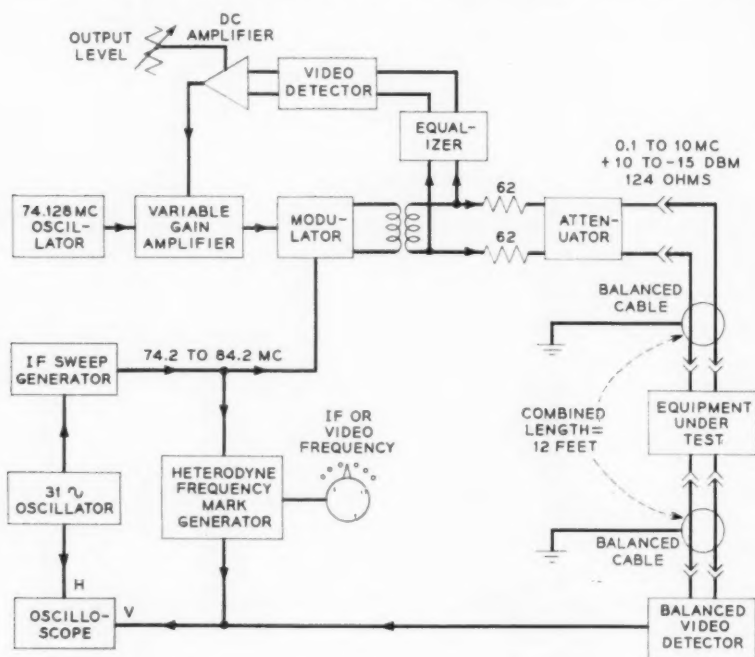 OUTPUT
LEVEL
DC
AMPLIFIER
VIDEO
DETECTOR
EQUAL-
IZER
0.1 TO 10 MC
+10 TO -15 DBM
124 OHMS
62
62
74.128 MC
OSCIL-
LATOR
VARIABLE
GAIN
AMPLIFIER
MODU-
LATOR
ATTEN-
UATOR
BALANCED
CABLE
IF SWEEP
GENERATOR
74.2 TO 84.2 MC
IF OR
VIDEO
FREQUENCY
COMBINED
LENGTH=
12 FEET
EQUIPMENT
UNDER
TEST
31 ~
OSCILLATOR
HETERODYNE
FREQUENCY
MARK
GENERATOR
BALANCED
CABLE
H
V
OSCILLO-
SCOPE
BALANCED
VIDEO
DETECTOR